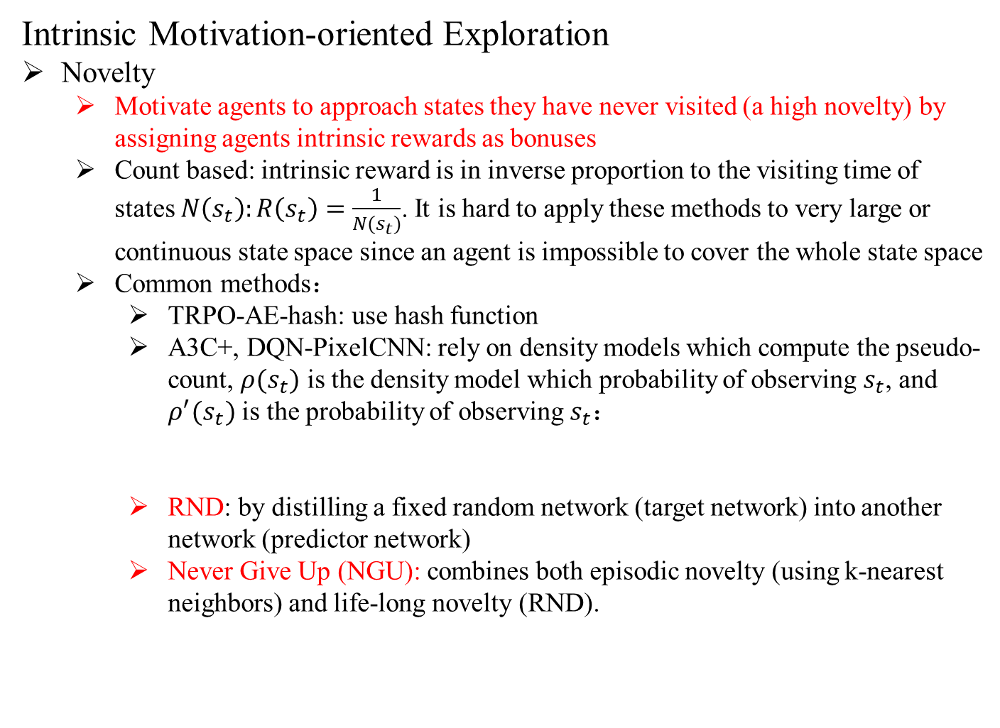 Intrinsic Motivation-oriented Exploration
➢ Novelty
➢ Motivate agents to approach states they have never visited (a high novelty) by
assigning agents intrinsic rewards as bonuses
➢ Count based: intrinsic reward is in inverse proportion to the visiting time of
states N(s_t): R(s_t) = 1/N(s_t). It is hard to apply these methods to very large or
continuous state space since an agent is impossible to cover the whole state space
➢ Common methods：
➢ TRPO-AE-hash: use hash function
➢ A3C+, DQN-PixelCNN: rely on density models which compute the pseudo-
count, ρ(s_t) is the density model which probability of observing s_t, and
ρ′(s_t) is the probability of observing s_t：
➢ RND: by distilling a fixed random network (target network) into another
network (predictor network)
➢ Never Give Up (NGU): combines both episodic novelty (using k-nearest
neighbors) and life-long novelty (RND).